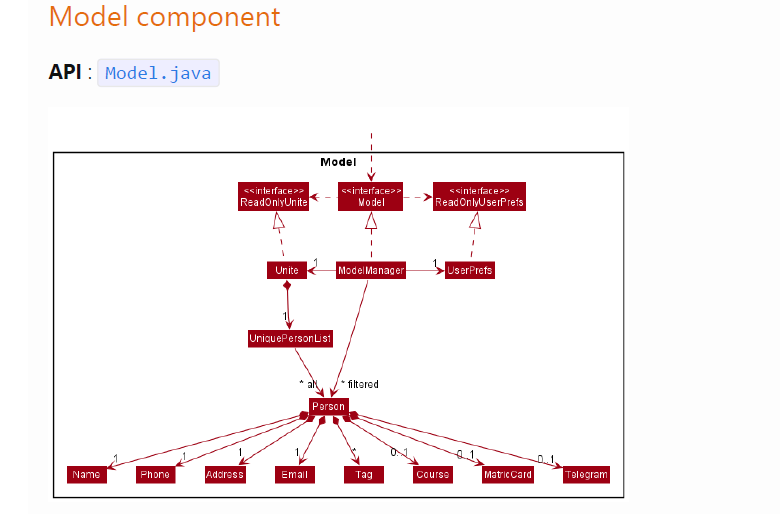 Model component
API : Model.java
Model
<<interface>> <<interface>> <<interface>>
ReadOnlyUnite Model ReadOnlyUserPrefs
Unite 1 ModelManager 1 UserPrefs
1
UniquePersonList
* all * filtered
Person
1 1 1 1 * 0..1 0..1 0..1
Name Phone Address Email Tag Course MatricCard Telegram